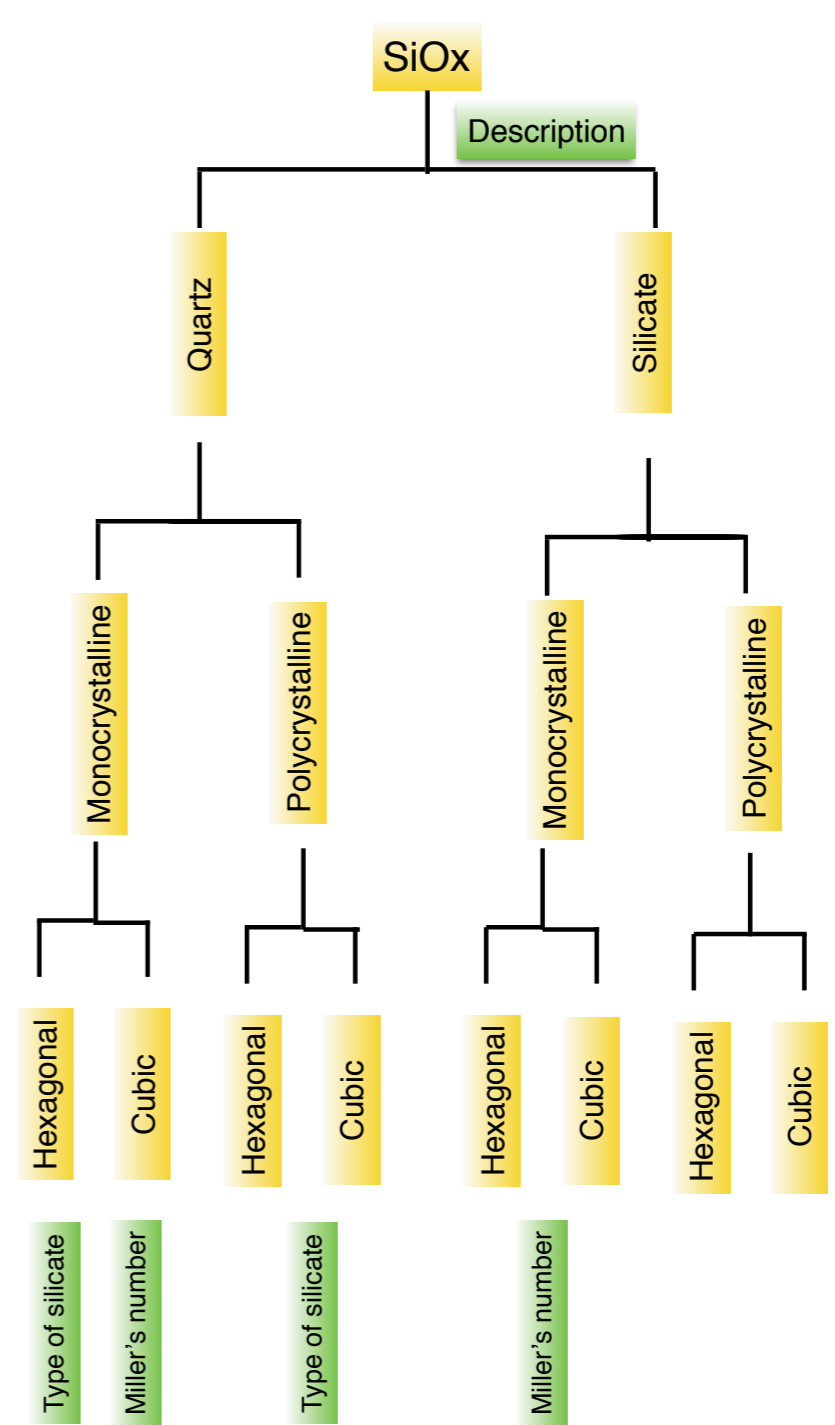 SiOx
Description
Quartz
Silicate
Monocrystalline
Polycrystalline
Monocrystalline
Polycrystalline
Hexagonal
Cubic
Hexagonal
Cubic
Hexagonal
Cubic
Hexagonal
Cubic
Type of silicate
Miller’s number
Type of silicate
Miller’s number